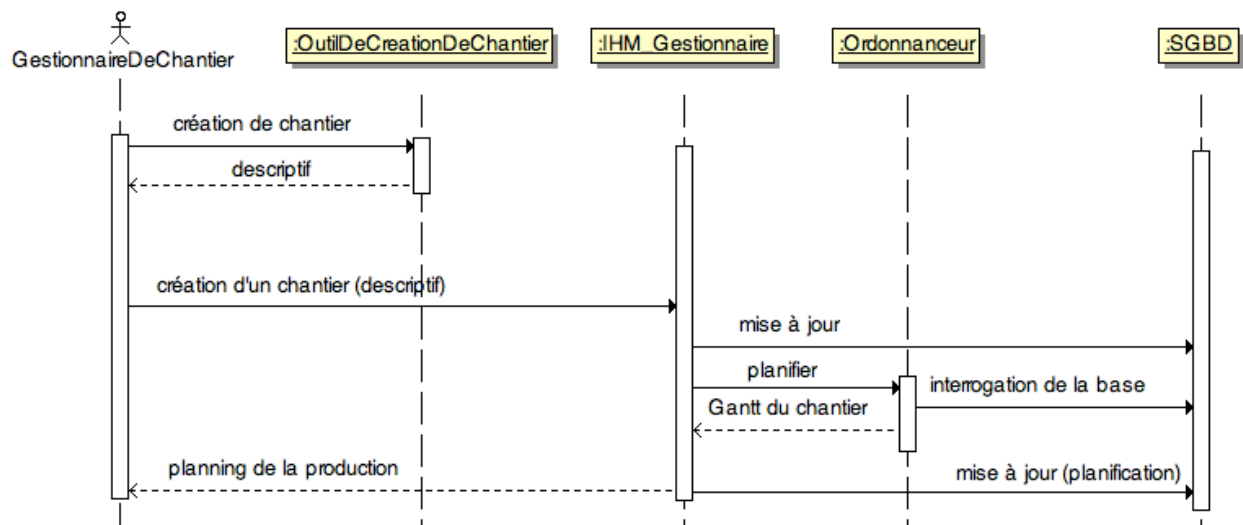 GestionnaireDeChantier
:OutilDeCreationDeChantier
:IHM_Gestionnaire
:Ordonnanceur
:SGBD
création de chantier
descriptif
création d'un chantier (descriptif)
mise à jour
planifier
interrogation de la base
Gantt du chantier
planning de la production
mise à jour (planification)